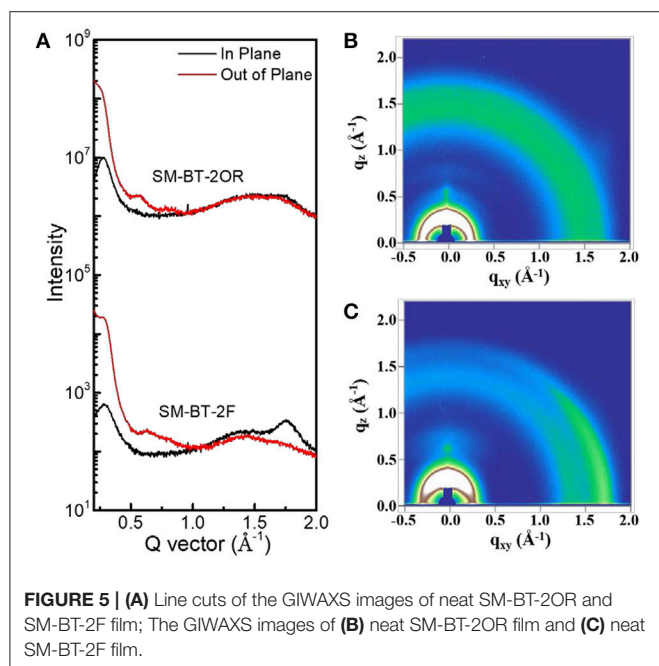 A
10⁹
In Plane
Out of Plane
10⁷
SM-BT-2OR
Intensity
10⁵
10³
SM-BT-2F
10¹
0.5 1.0 1.5 2.0
Q vector (Å⁻¹)
B
2.0
1.5
1.0
0.5
0.0
q_z (Å⁻¹)
-0.5 0.0 0.5 1.0 1.5 2.0
q_xy (Å⁻¹)
C
2.0
1.5
1.0
0.5
0.0
q_z (Å⁻¹)
-0.5 0.0 0.5 1.0 1.5 2.0
q_xy (Å⁻¹)
FIGURE 5 | (A) Line cuts of the GIWAXS images of neat SM-BT-2OR and
SM-BT-2F film; The GIWAXS images of (B) neat SM-BT-2OR film and (C) neat
SM-BT-2F film.